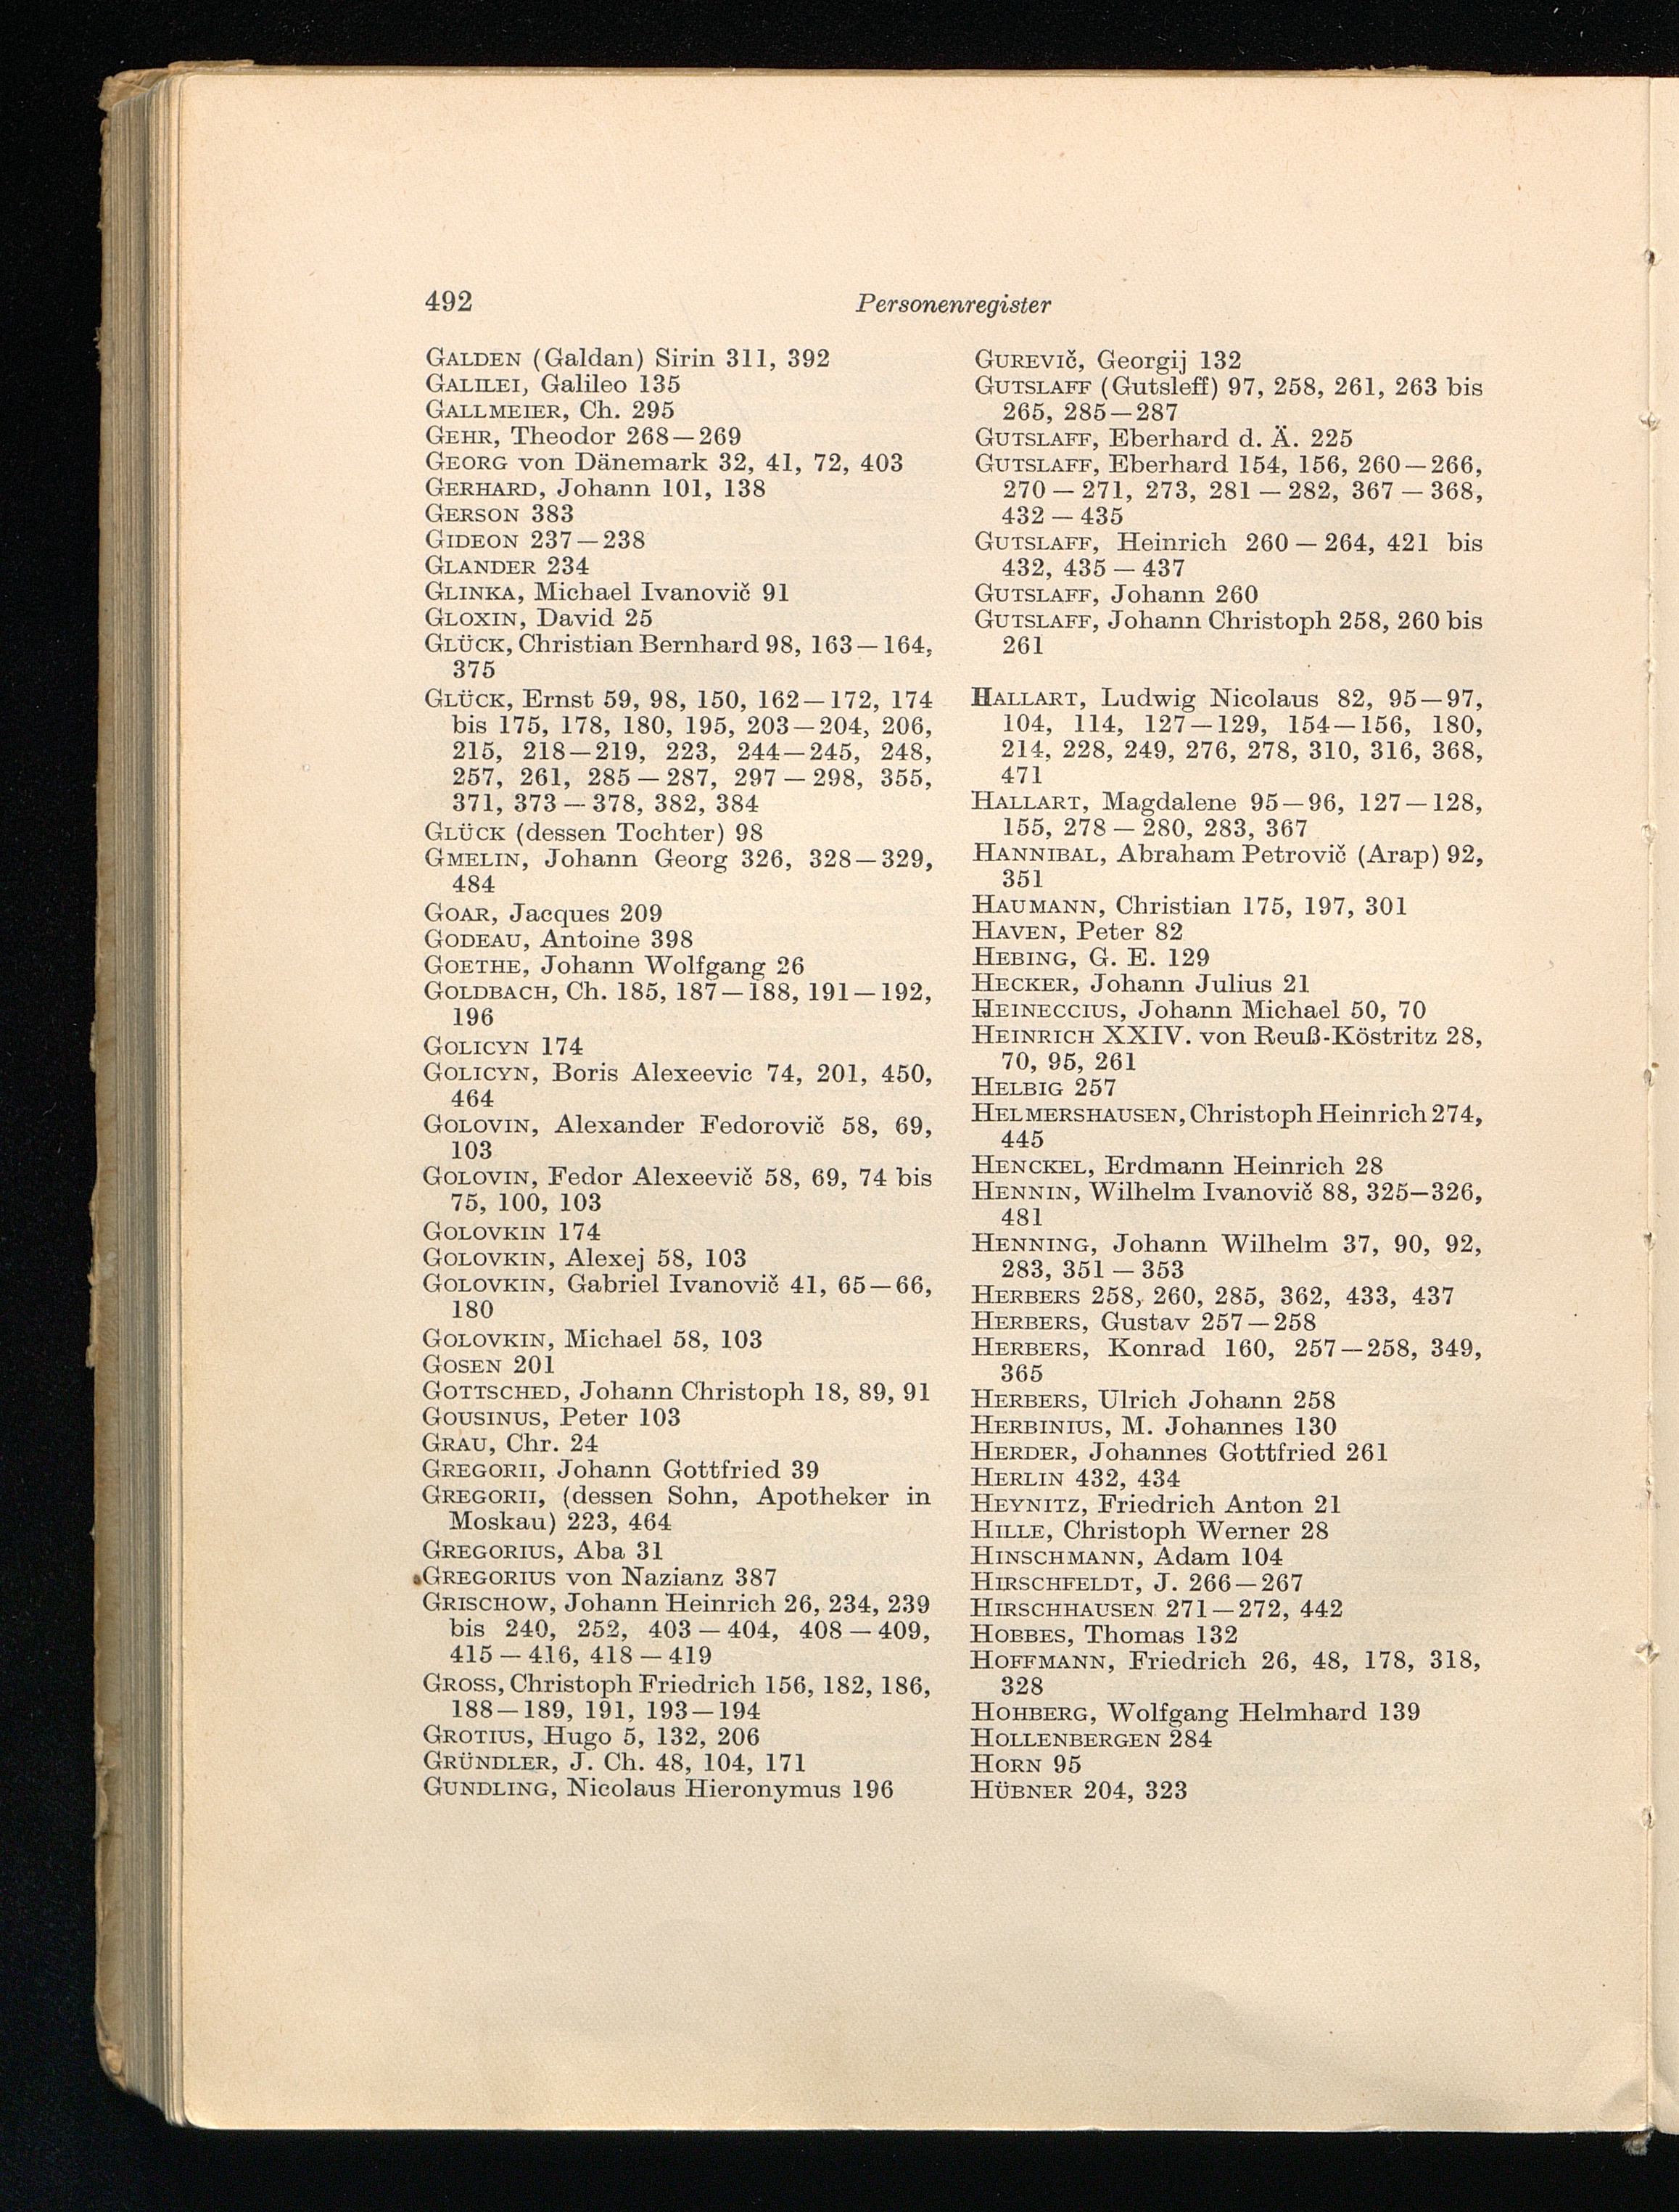 492
Personenregister
GALDEN (Galdan) Sirin 311, 392
GALILEI, Galileo 135
GALLMEIER, Ch. 295
GEHR, Theodor 268—269
GEORG von Dänemark 32, 41, 72, 403
GERHARD, Johann 101, 138
GERSON 383
GIDEON 237—238
GLANDER 234
GLINKA, Michael Ivanovič 91
GLOXIN, David 25
GLÜCK, Christian Bernhard 98, 163—164,
375
GLÜCK, Ernst 59, 98, 150, 162—172, 174
bis 175, 178, 180, 195, 203—204, 206,
215, 218—219, 223, 244—245, 248,
257, 261, 285—287, 297—298, 355,
371, 373—378, 382, 384
GLÜCK (dessen Tochter) 98
GMELIN, Johann Georg 326, 328—329,
484
GOAR, Jacques 209
GODEAU, Antoine 398
GOETHE, Johann Wolfgang 26
GOLDBACH, Ch. 185, 187—188, 191—192,
196
GOLICYN 174
GOLICYN, Boris Alexeevic 74, 201, 450,
464
GOLOVIN, Alexander Fedorovič 58, 69,
103
GOLOVIN, Fedor Alexeevič 58, 69, 74 bis
75, 100, 103
GOLOVKIN 174
GOLOVKIN, Alexej 58, 103
GOLOVKIN, Gabriel Ivanovič 41, 65—66,
180
GOLOVKIN, Michael 58, 103
GOSEN 201
GOTTSCHED, Johann Christoph 18, 89, 91
GOUSINUS, Peter 103
GRAU, Chr. 24
GREGORII, Johann Gottfried 39
GREGORII, (dessen Sohn, Apotheker in
Moskau) 223, 464
GREGORIUS, Aba 31
GREGORIUS von Nazianz 387
GRISCHOW, Johann Heinrich 26, 234, 239
bis 240, 252, 403—404, 408—409,
415—416, 418—419
GROSS, Christoph Friedrich 156, 182, 186,
188—189, 191, 193—194
GROTIUS, Hugo 5, 132, 206
GRÜNDLER, J. Ch. 48, 104, 171
GUNDLING, Nicolaus Hieronymus 196
GUREVIČ, Georgij 132
GUTSLAFF (Gutsleff) 97, 258, 261, 263 bis
265, 285—287
GUTSLAFF, Eberhard d. Ä. 225
GUTSLAFF, Eberhard 154, 156, 260—266,
270—271, 273, 281—282, 367—368,
432—435
GUTSLAFF, Heinrich 260—264, 421 bis
432, 435—437
GUTSLAFF, Johann 260
GUTSLAFF, Johann Christoph 258, 260 bis
261
HALLART, Ludwig Nicolaus 82, 95—97,
104, 114, 127—129, 154—156, 180,
214, 228, 249, 276, 278, 310, 316, 368,
471
HALLART, Magdalene 95—96, 127—128,
155, 278—280, 283, 367
HANNIBAL, Abraham Petrovič (Arap) 92,
351
HAUMANN, Christian 175, 197, 301
HAVEN, Peter 82
HEBING, G. E. 129
HECKER, Johann Julius 21
HEINECCIUS, Johann Michael 50, 70
HEINRICH XXIV. von Reuß-Köstritz 28,
70, 95, 261
HELBIG 257
HELMERSHAUSEN, Christoph Heinrich 274,
445
HENCKEL, Erdmann Heinrich 28
HENNIN, Wilhelm Ivanovič 88, 325—326,
481
HENNING, Johann Wilhelm 37, 90, 92,
283, 351—353
HERBERS 258, 260, 285, 362, 433, 437
HERBERS, Gustav 257—258
HERBERS, Konrad 160, 257—258, 349,
365
HERBERS, Ulrich Johann 258
HERBINIUS, M. Johannes 130
HERDER, Johannes Gottfried 261
HERLIN 432, 434
HEYNITZ, Friedrich Anton 21
HILLE, Christoph Werner 28
HINSCHMANN, Adam 104
HIRSCHFELDT, J. 266—267
HIRSCHHAUSEN 271—272, 442
HOBBES, Thomas 132
HOFFMANN, Friedrich 26, 48, 178, 318,
328
HOHBERG, Wolfgang Helmhard 139
HOLLENBERGEN 284
HORN 95
HÜBNER 204, 323